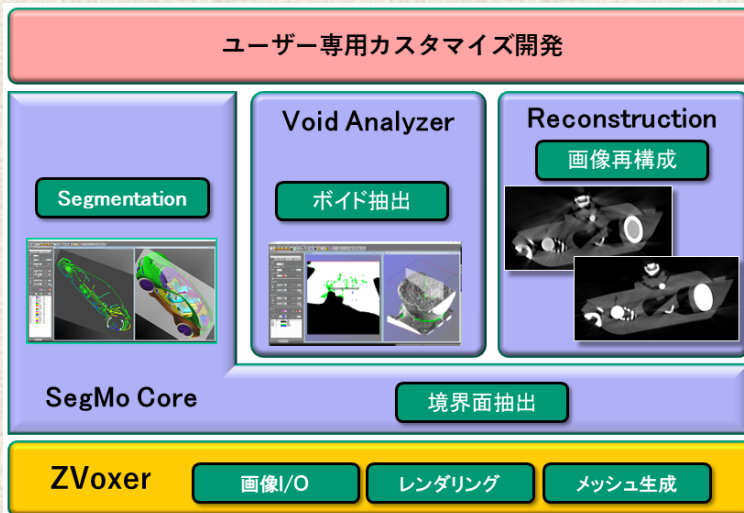 ユーザー専用カスタマイズ開発
Segmentation
Void Analyzer
ボイド抽出
Reconstruction
画像再構成
SegMo Core
境界面抽出
ZVoxer
画像I/O
レンダリング
メッシュ生成